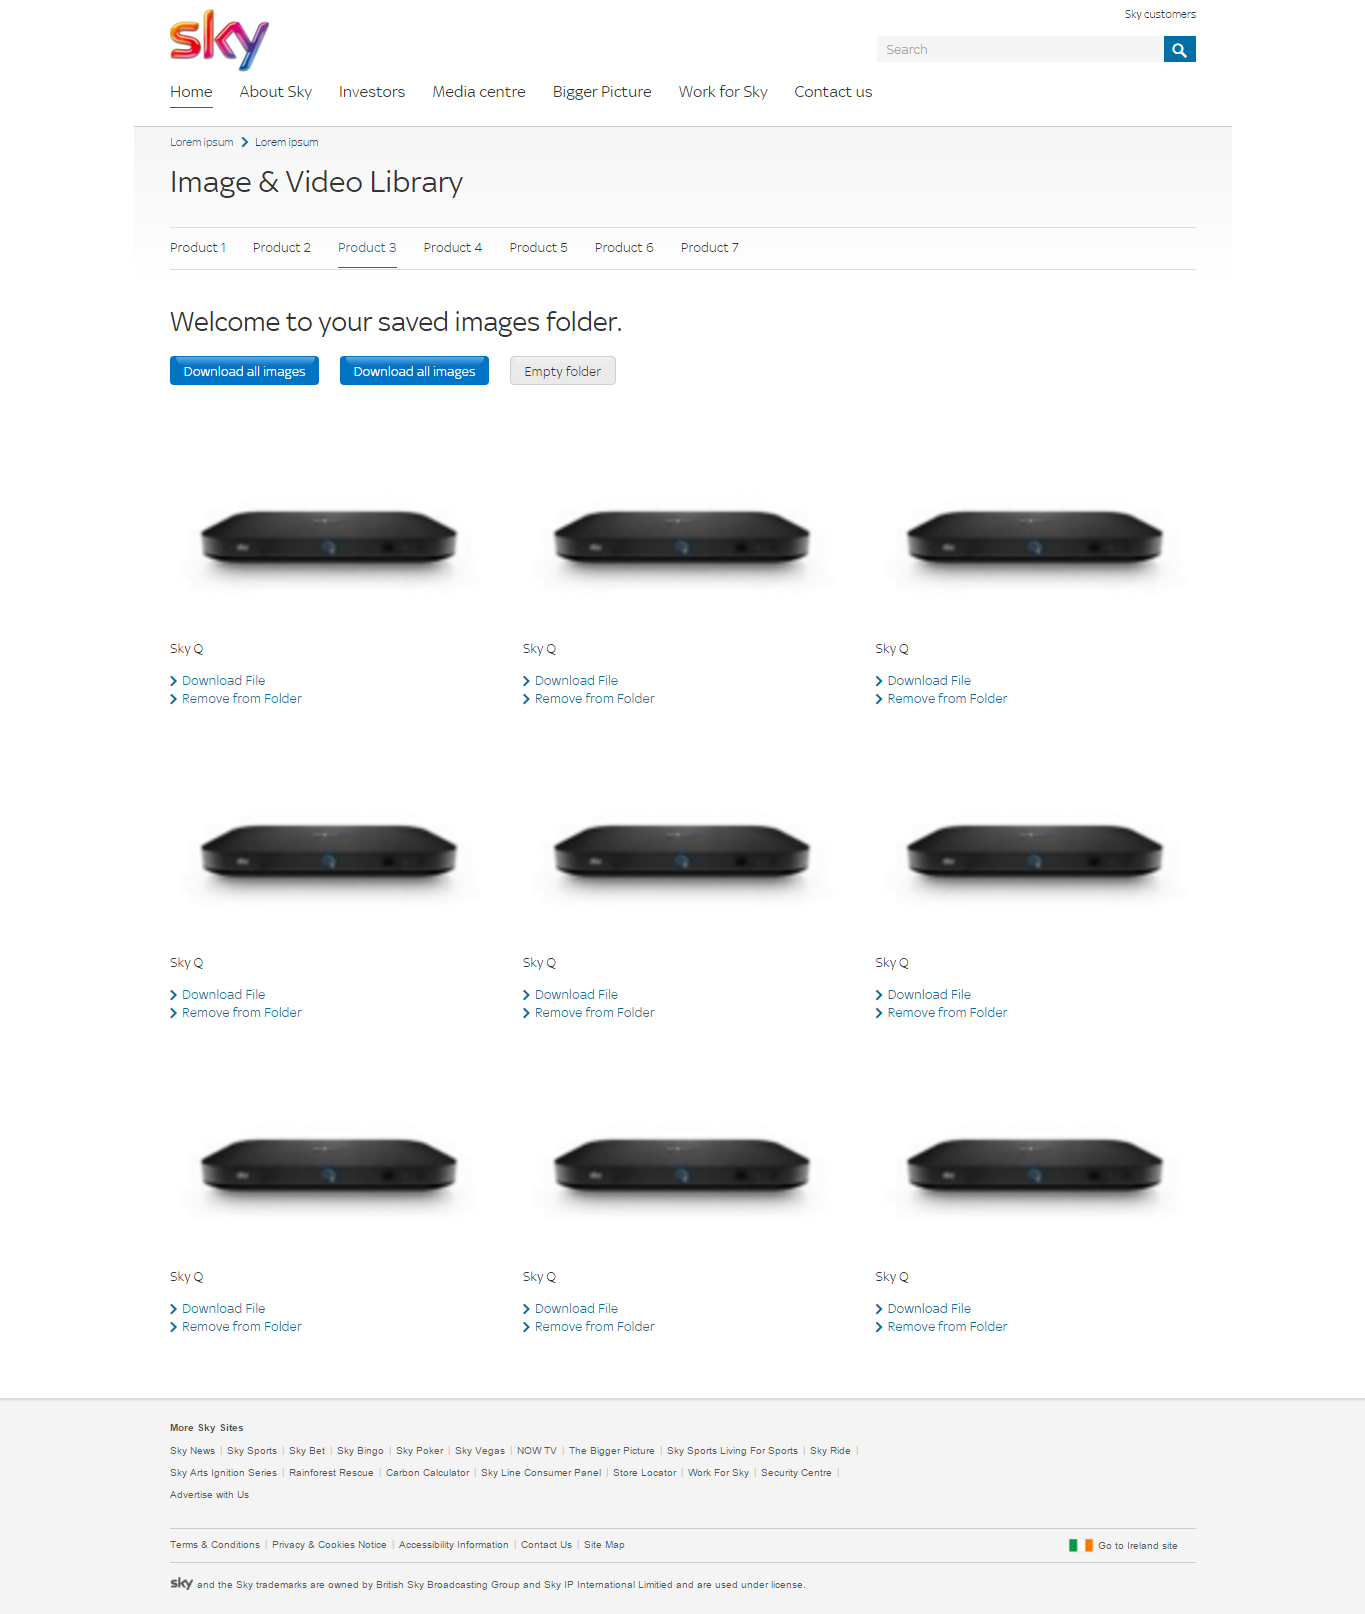 sky
Sky customers
Search
Home About Sky Investors Media centre Bigger Picture Work for Sky Contact us
Lorem ipsum Lorem ipsum
Image & Video Library
Product 1 Product 2 Product 3 Product 4 Product 5 Product 6 Product 7
Welcome to your saved images folder.
Download all images Download all images Empty folder
Sky Q Sky Q Sky Q
Download File Download File Download File
Remove from Folder Remove from Folder Remove from Folder
Sky Q Sky Q Sky Q
Download File Download File Download File
Remove from Folder Remove from Folder Remove from Folder
Sky Q Sky Q Sky Q
Download File Download File Download File
Remove from Folder Remove from Folder Remove from Folder
More Sky Sites
Sky News | Sky Sports | Sky Bet | Sky Bingo | Sky Poker | Sky Vegas | NOW TV | The Bigger Picture | Sky Sports Living For Sports | Sky Ride |
Sky Arts Ignition Series | Rainforest Rescue | Carbon Calculator | Sky Line Consumer Panel | Store Locator | Work For Sky | Security Centre |
Advertise with Us
Terms & Conditions | Privacy & Cookies Notice | Accessibility Information | Contact Us | Site Map Go to Ireland site
sky and the Sky trademarks are owned by British Sky Broadcasting Group and Sky IP International Limitied and are used under license.